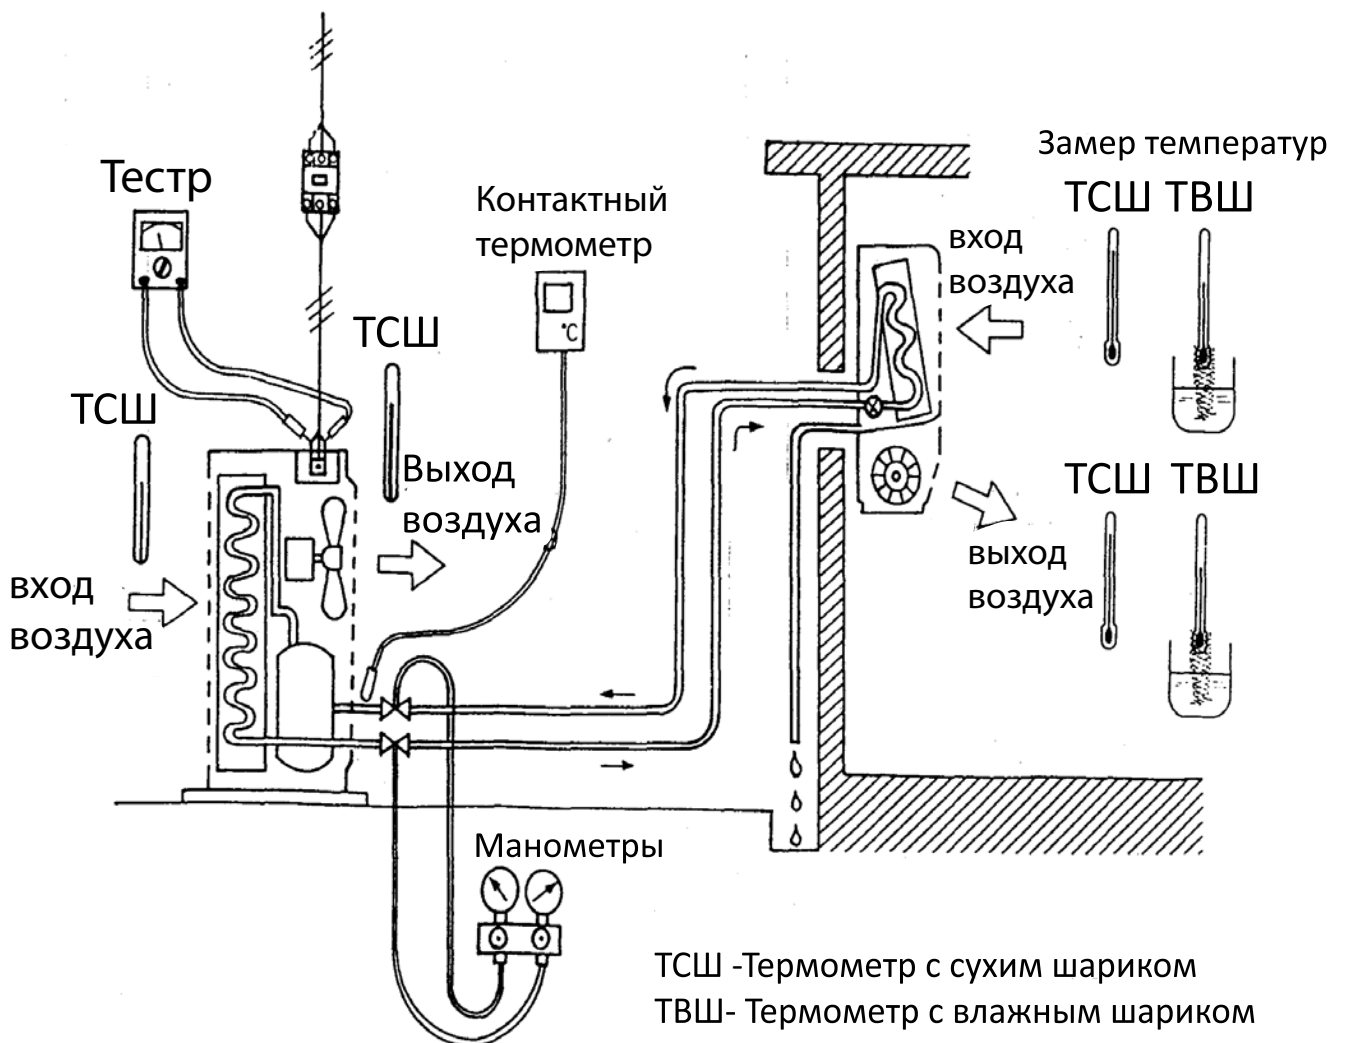 Замер температур
Тестр
ТСШ ТВШ
Контактный
термометр
вход
воздуха
ТСШ
°C
ТСШ
Выход
воздуха
ТСШ ТВШ
выход
воздуха
вход
воздуха
Манометры
ТСШ -Термометр с сухим шариком
ТВШ- Термометр с влажным шариком